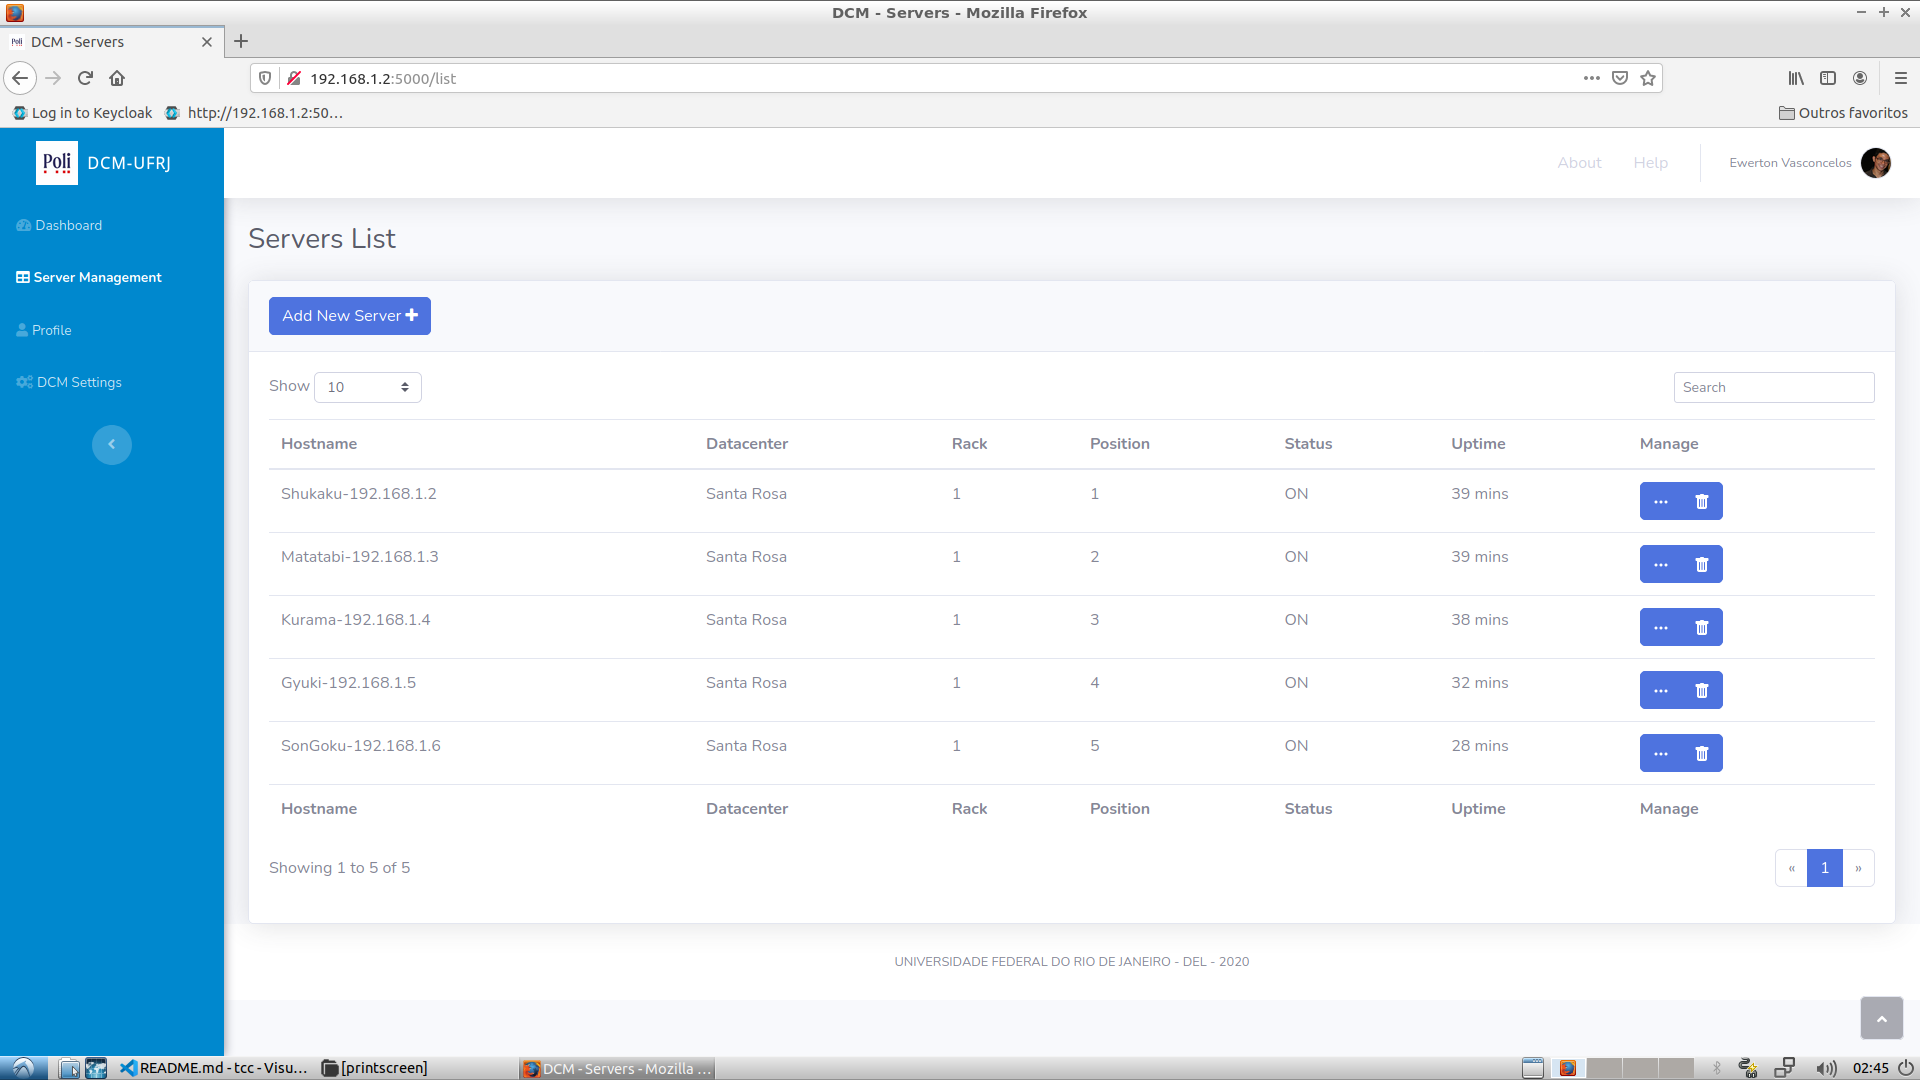 DCM - Servers - Mozilla Firefox
Poli DCM - Servers
192.168.1.2:5000/list
Log in to Keycloak http://192.168.1.2:50... Outros favoritos
Poli DCM-UFRJ
About Help Ewerton Vasconcelos
Dashboard
Server Management
Profile
DCM Settings
Servers List
Add New Server
Show 10 Search
Hostname Datacenter Rack Position Status Uptime Manage
Shukaku-192.168.1.2 Santa Rosa 1 1 ON 39 mins
Matatabi-192.168.1.3 Santa Rosa 1 2 ON 39 mins
Kurama-192.168.1.4 Santa Rosa 1 3 ON 38 mins
Gyuki-192.168.1.5 Santa Rosa 1 4 ON 32 mins
SonGoku-192.168.1.6 Santa Rosa 1 5 ON 28 mins
Hostname Datacenter Rack Position Status Uptime Manage
Showing 1 to 5 of 5 « 1 »
UNIVERSIDADE FEDERAL DO RIO DE JANEIRO - DEL - 2020
README.md - tcc - Visu... [printscreen] DCM - Servers - Mozilla ... 02:45